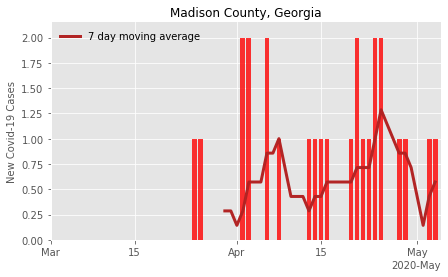 Madison County, Georgia
7 day moving average
New Covid-19 Cases
2.00
1.75
1.50
1.25
1.00
0.75
0.50
0.25
0.00
Mar
15
Apr
15
May
2020-May